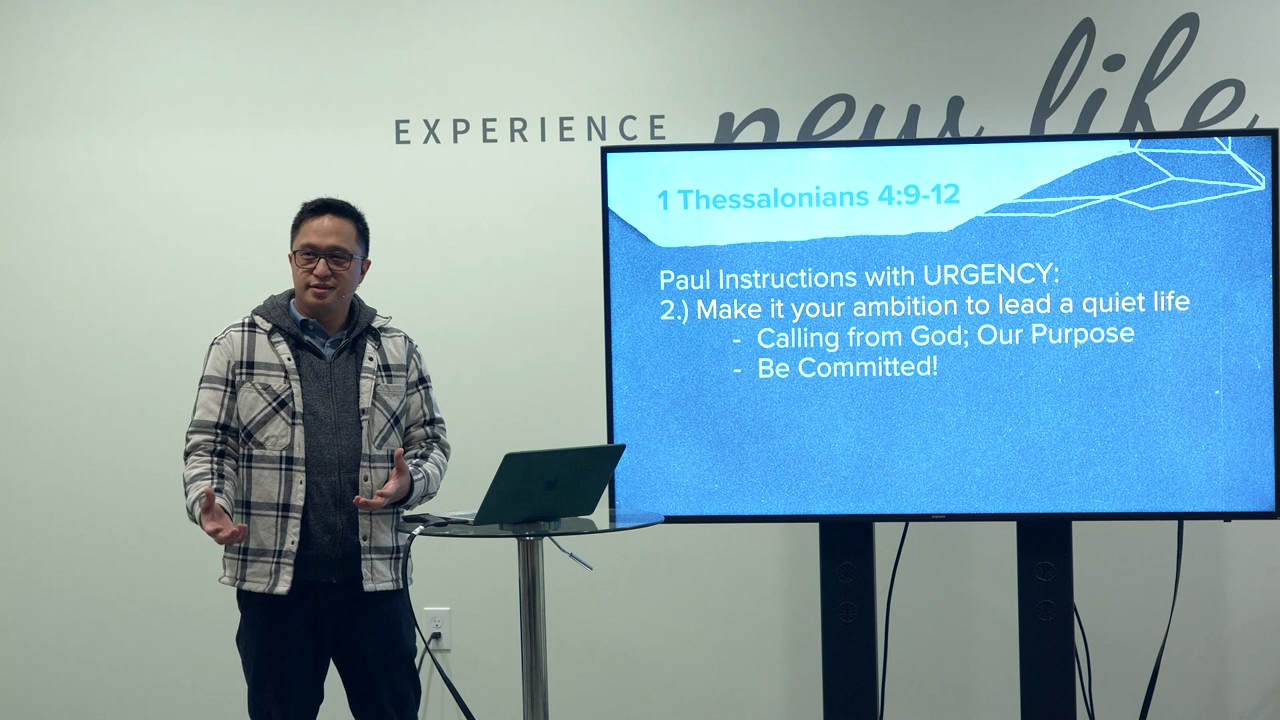 EXPERIENCE new life
1 Thessalonians 4:9-12
Paul Instructions with URGENCY:
2.) Make it your ambition to lead a quiet life
- Calling from God; Our Purpose
- Be Committed!